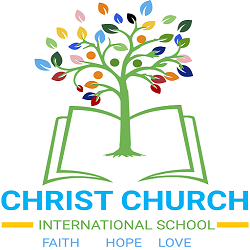 CHRIST CHURCH
INTERNATIONAL SCHOOL
FAITH HOPE LOVE